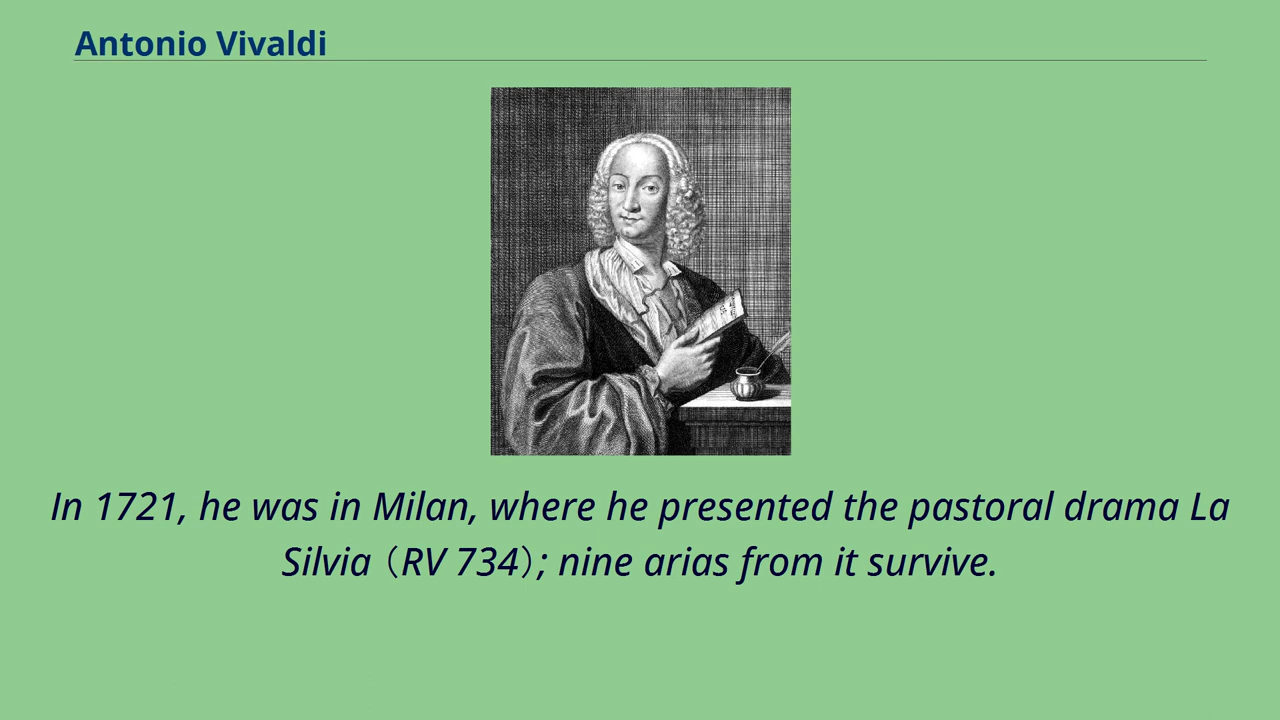 Antonio Vivaldi
In 1721, he was in Milan, where he presented the pastoral drama La
Silvia（RV 734）; nine arias from it survive.